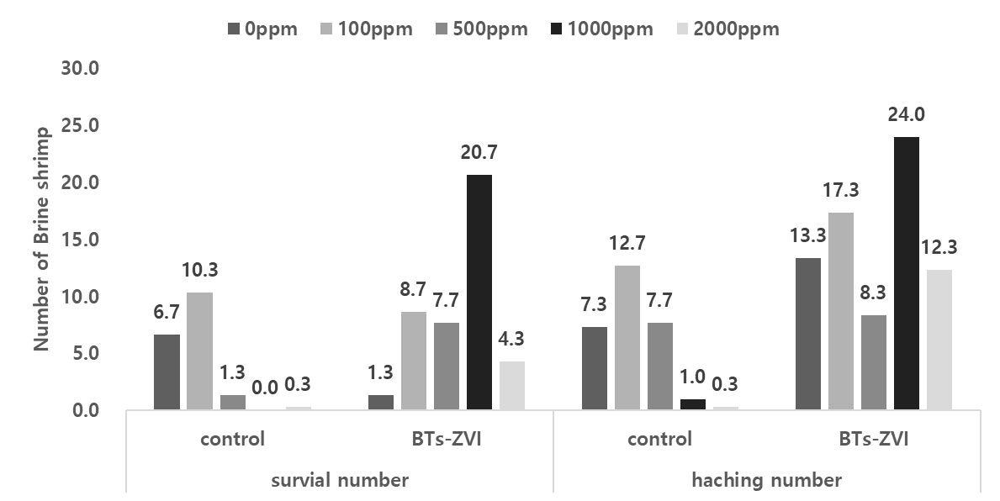 0ppm 100ppm 500ppm 1000ppm 2000ppm
Number of Brine shrimp
30.0
25.0
20.0
15.0
10.0
5.0
0.0
6.7 10.3 1.3 0.0 0.3
1.3 8.7 7.7 20.7 4.3
7.3 12.7 7.7 1.0 0.3
13.3 17.3 8.3 24.0 12.3
control BTs-ZVI control BTs-ZVI
survial number haching number